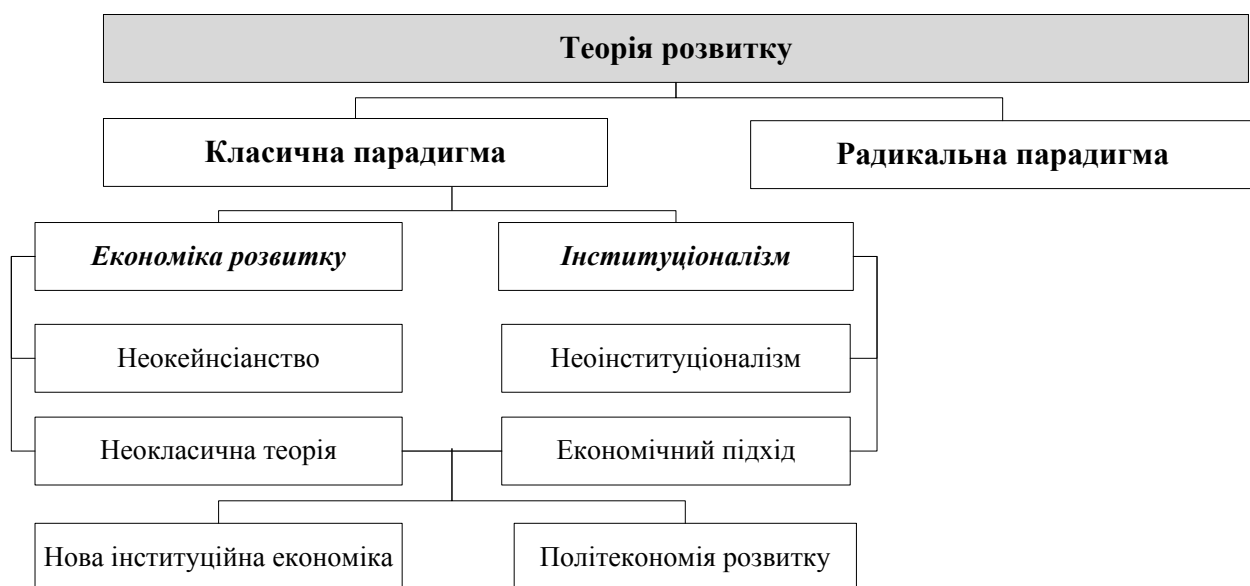 Теорія розвитку
Класична парадигма
Радикальна парадигма
Економіка розвитку
Інституціоналізм
Неокейнсіанство
Неоінституціоналізм
Неокласична теорія
Економічний підхід
Нова інституційна економіка
Політекономія розвитку